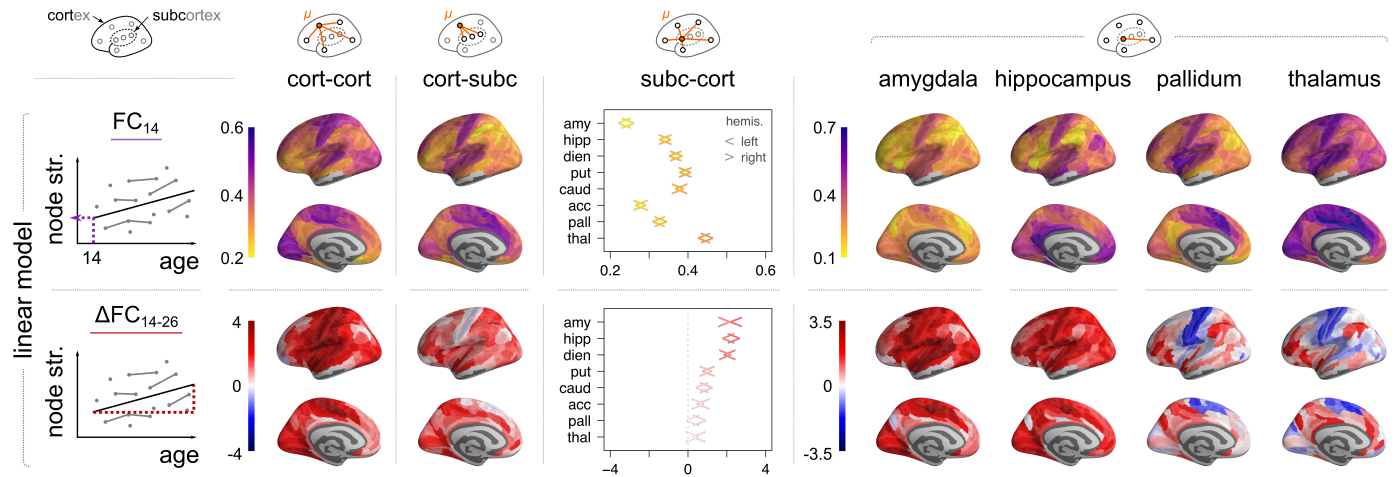 cortex subcortex μ μ μ
cort-cort cort-subc subc-cort amygdala hippocampus pallidum thalamus
linear model
FC14
node str.
14
age
0.6
0.4
0.2
amy
hipp
dien
put
caud
acc
pall
thal
hemis.
< left
> right
0.2 0.4 0.6
0.7
0.4
0.1
ΔFC14-26
node str.
age
4
0
-4
amy
hipp
dien
put
caud
acc
pall
thal
−4 0 4
3.5
0
-3.5